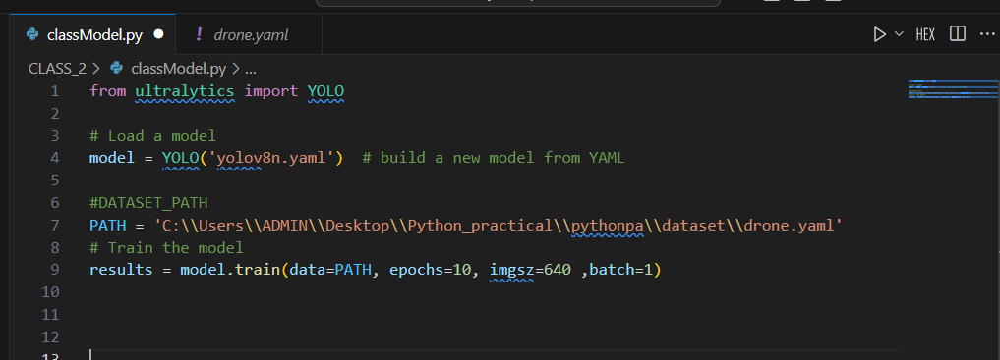 classModel.py
! drone.yaml
HEX
CLASS_2 > classModel.py > ...
1 from ultralytics import YOLO
2
3 # Load a model
4 model = YOLO('yolov8n.yaml')  # build a new model from YAML
5
6 #DATASET_PATH
7 PATH = 'C:\\Users\\ADMIN\\Desktop\\Python_practical\\pythonpa\\dataset\\drone.yaml'
8 # Train the model
9 results = model.train(data=PATH, epochs=10, imgsz=640 ,batch=1)
10
11
12
13